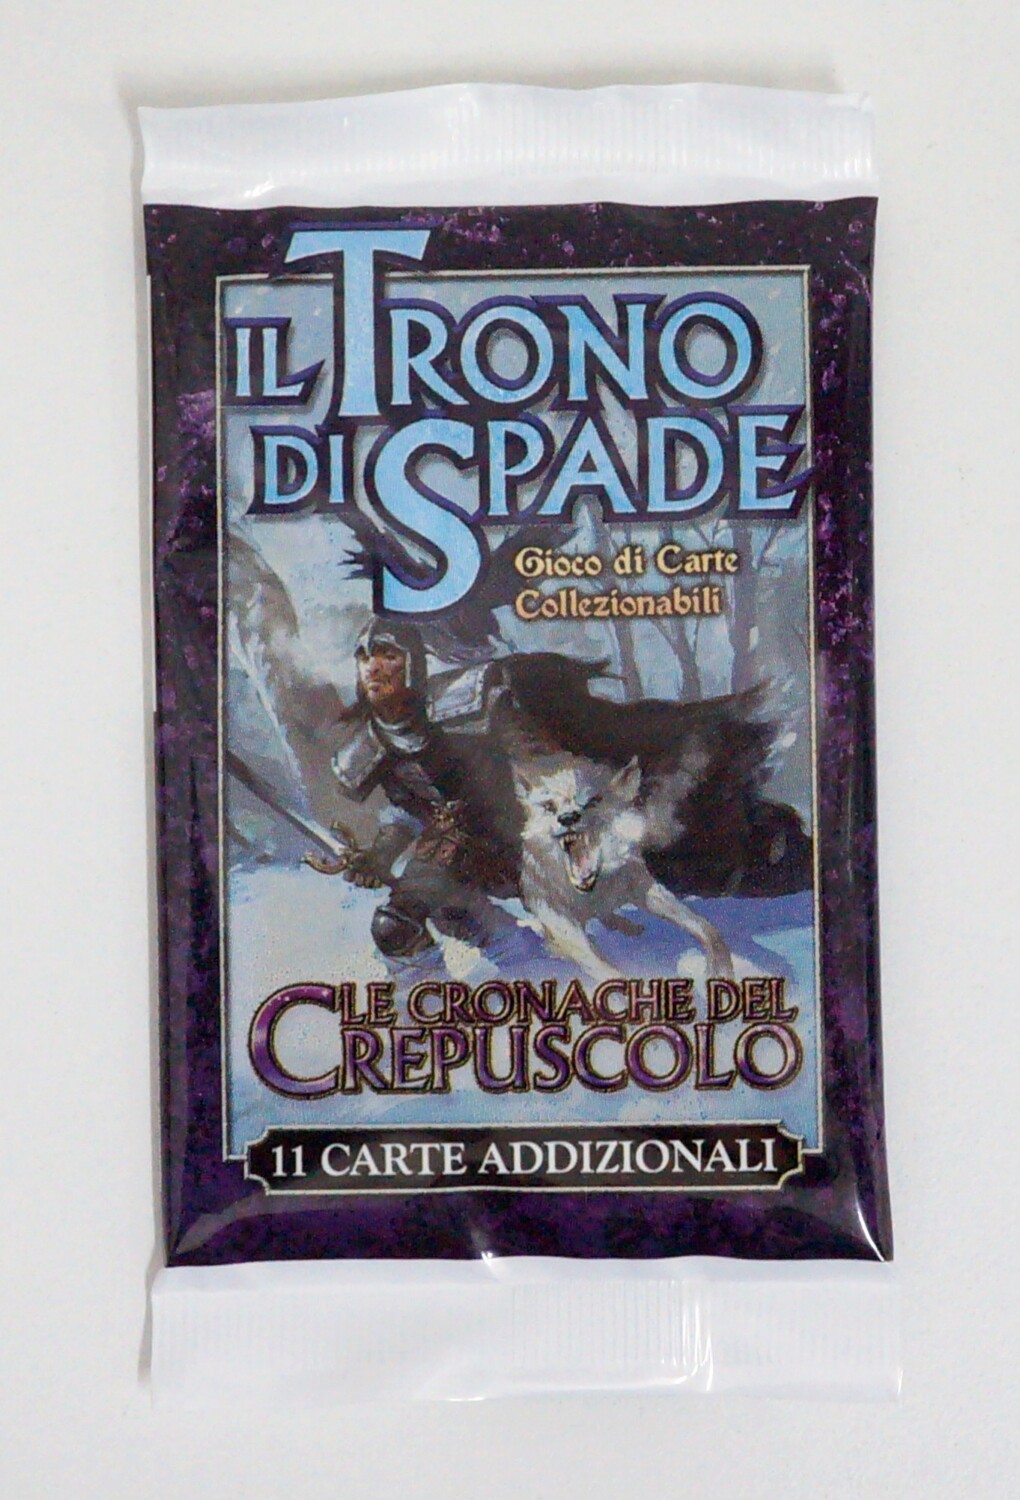 IL TRONO
DI SPADE
Gioco di Carte
Collezionabili
LE CRONACHE DEL
CREPUSCOLO
11 CARTE ADDIZIONALI